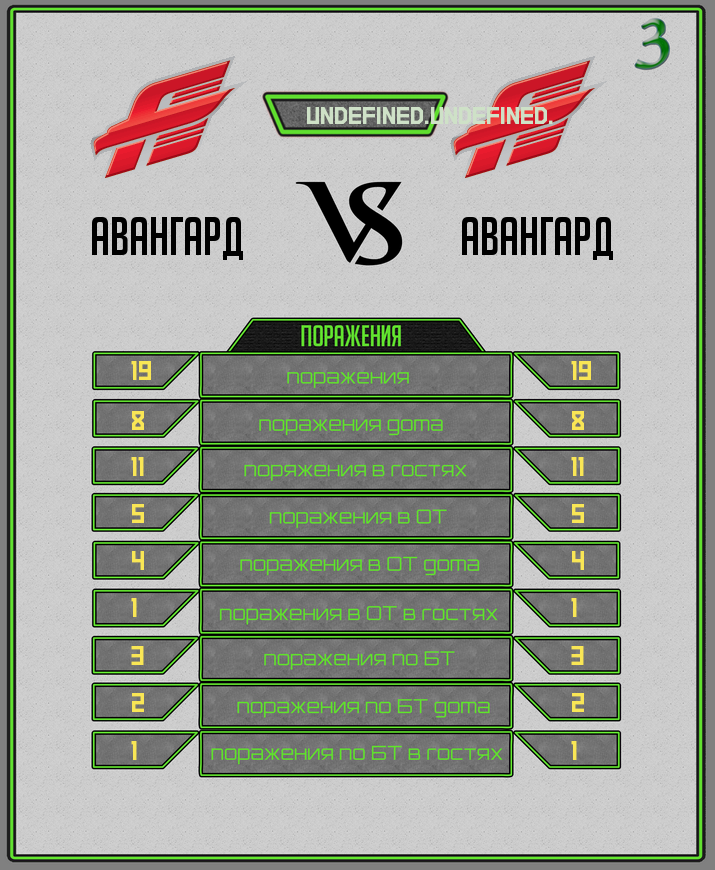 3
UNDEFINED.UNDEFINED.
VS
АВАНГАРД АВАНГАРД
ПОРАЖЕНИЯ
19 поражения 19
8 поражения дома 8
11 поряжения в гостях 11
5 поражения в ОТ 5
4 поражения в ОТ дома 4
1 поражения в ОТ в гостях 1
3 поражения по БТ 3
2 поражения по БТ дома 2
1 поражения по БТ в гостях 1